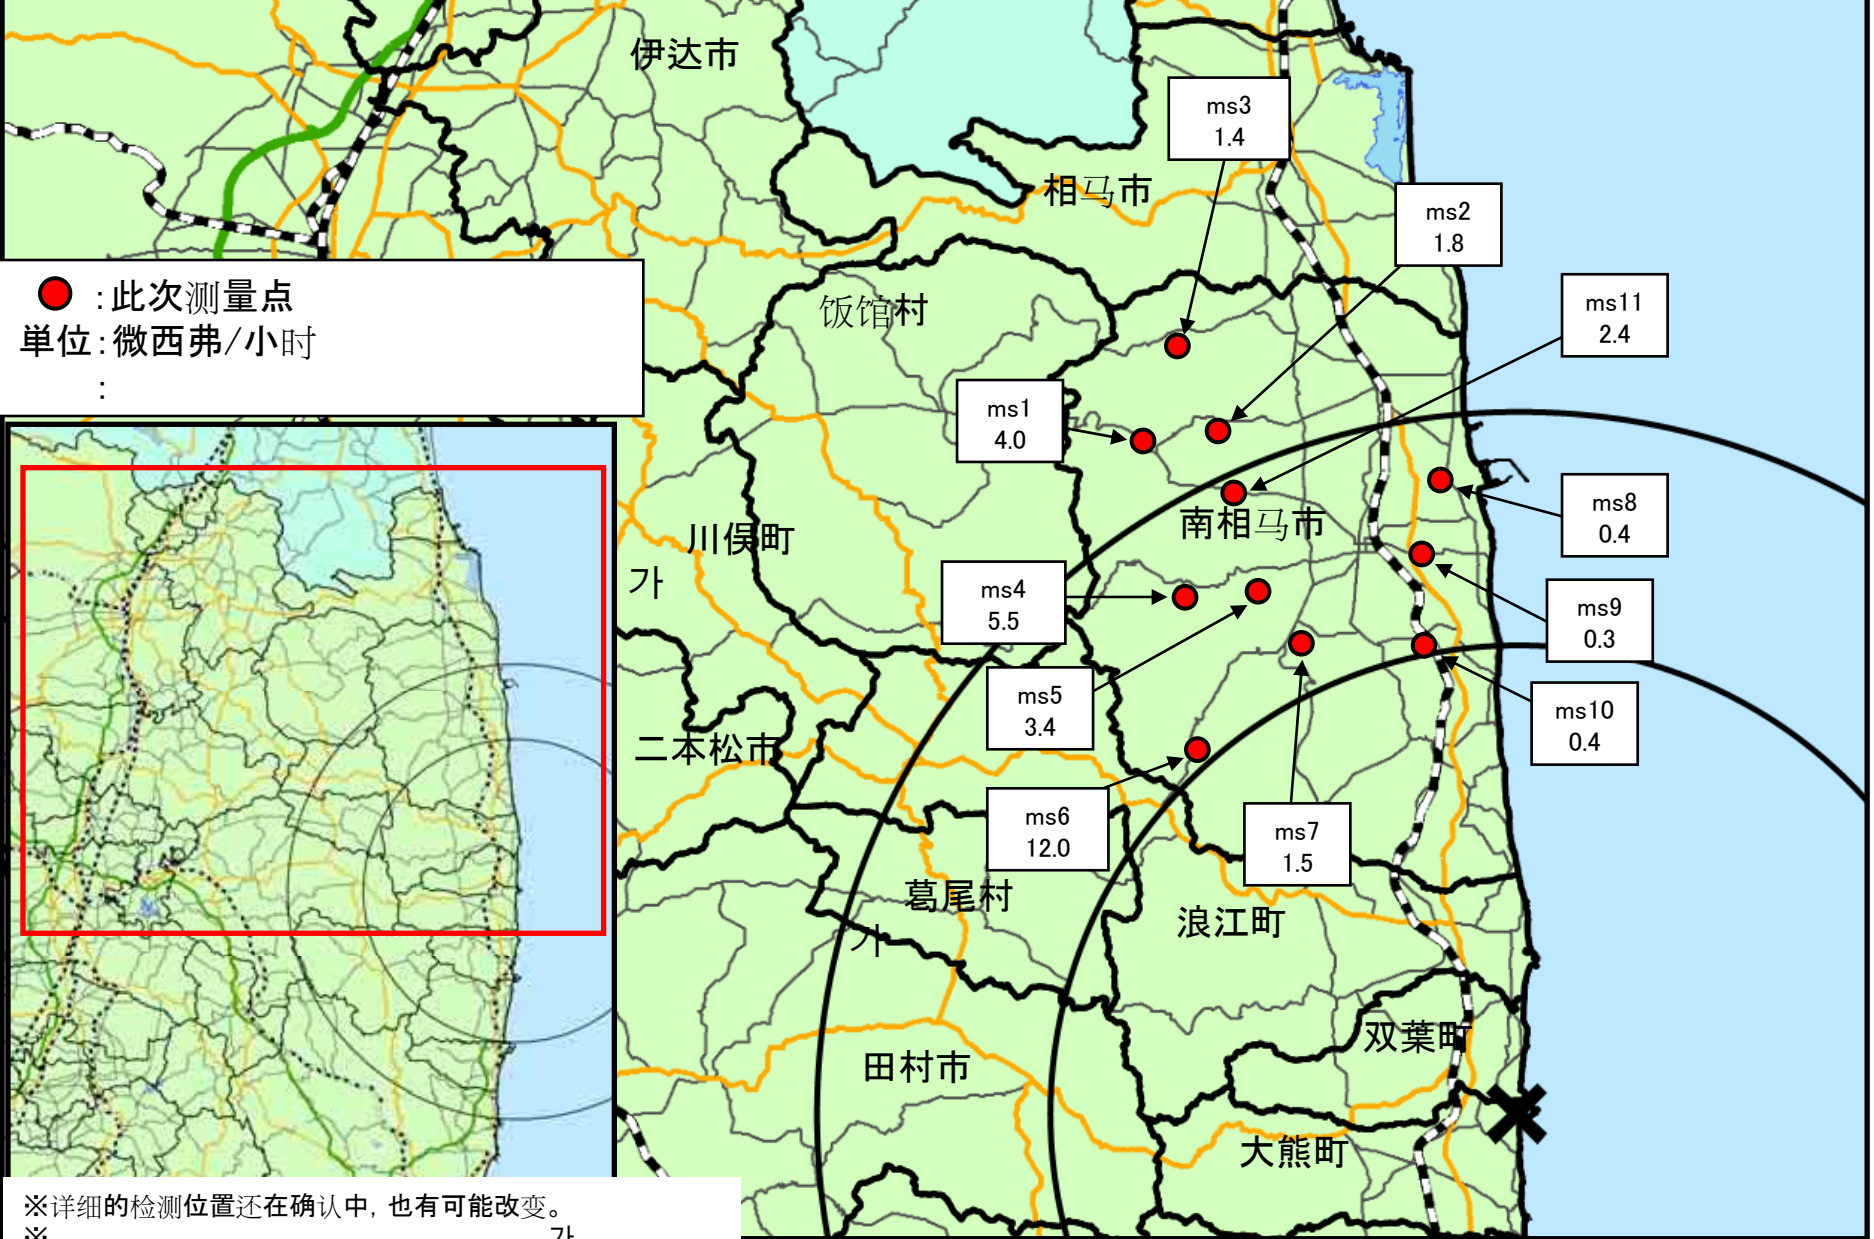 伊达市
ms3
1.4
相马市
ms2
1.8
●:此次测量点
単位:微西弗/小时
:
饭馆村
ms11
2.4
ms1
4.0
川俣町
南相马市
ms8
0.4
가
ms4
5.5
ms9
0.3
ms5
3.4
ms10
0.4
二本松市
ms6
12.0
ms7
1.5
葛尾村
浪江町
가
双葉町
田村市
大熊町
※详细的检测位置还在确认中, 也有可能改变。
※ 가